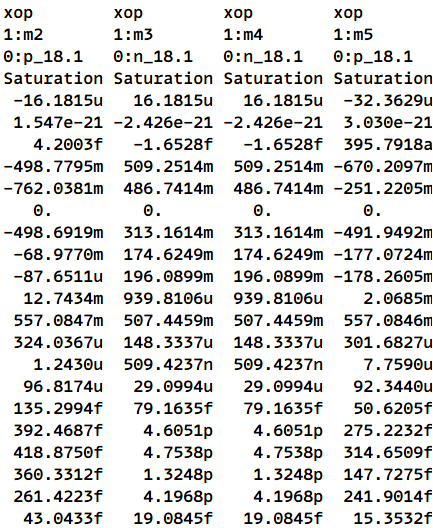 xop xop xop xop
1:m2 1:m3 1:m4 1:m5
0:p_18.1 0:n_18.1 0:n_18.1 0:p_18.1
Saturation Saturation Saturation Saturation
-16.1815u 16.1815u 16.1815u -32.3629u
1.547e-21 -2.426e-21 -2.426e-21 3.030e-21
4.2003f -1.6528f -1.6528f 395.7918a
-498.7795m 509.2514m 509.2514m -670.2097m
-762.0381m 486.7414m 486.7414m -251.2205m
0. 0. 0. 0.
-498.6919m 313.1614m 313.1614m -491.9492m
-68.9770m 174.6249m 174.6249m -177.0724m
-87.6511u 196.0899m 196.0899m -178.2605m
12.7434m 939.8106u 939.8106u 2.0685m
557.0847m 507.4459m 507.4459m 557.0846m
324.0367u 148.3337u 148.3337u 301.6827u
1.2430u 509.4237n 509.4237n 7.7590u
96.8174u 29.0994u 29.0994u 92.3440u
135.2994f 79.1635f 79.1635f 50.6205f
392.4687f 4.6051p 4.6051p 275.2232f
418.8750f 4.7538p 4.7538p 314.6509f
360.3312f 1.3248p 1.3248p 147.7275f
261.4223f 4.1968p 4.1968p 241.9014f
43.0433f 19.0845f 19.0845f 15.3532f